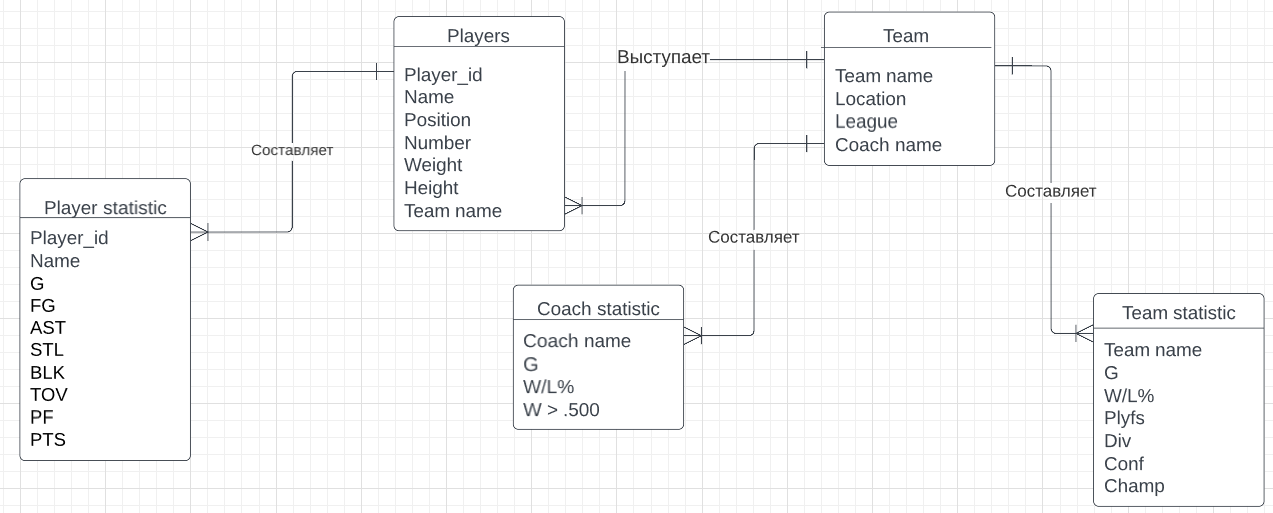 Players
Player_id
Name
Position
Number
Weight
Height
Team name
Выступает
Team
Team name
Location
League
Coach name
Составляет
Player statistic
Player_id
Name
G
FG
AST
STL
BLK
TOV
PF
PTS
Составляет
Coach statistic
Coach name
G
W/L%
W > .500
Составляет
Team statistic
Team name
G
W/L%
Plyfs
Div
Conf
Champ